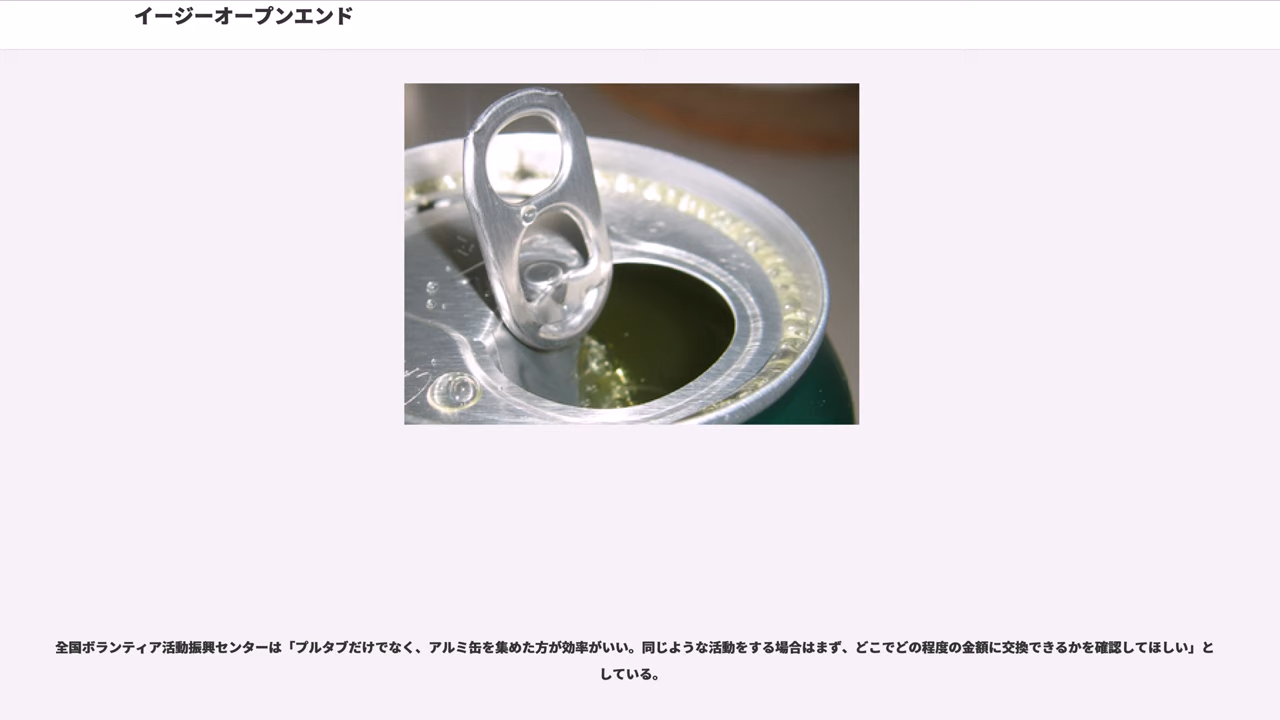 イージーオープンエンド
全国ボランティア活動振興センターは「プルタブだけでなく、アルミ缶を集めた方が効率がいい。同じような活動をする場合はまず、どこでどの程度の金額に交換できるかを確認してほしい」と
している。